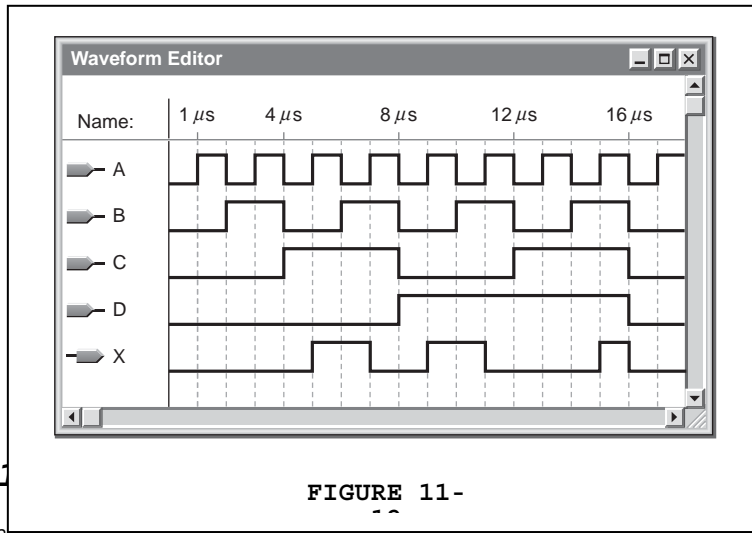 Waveform Editor
Name: 1 μs 4 μs 8 μs 12 μs 16 μs
A
B
C
D
X
FIGURE 11-